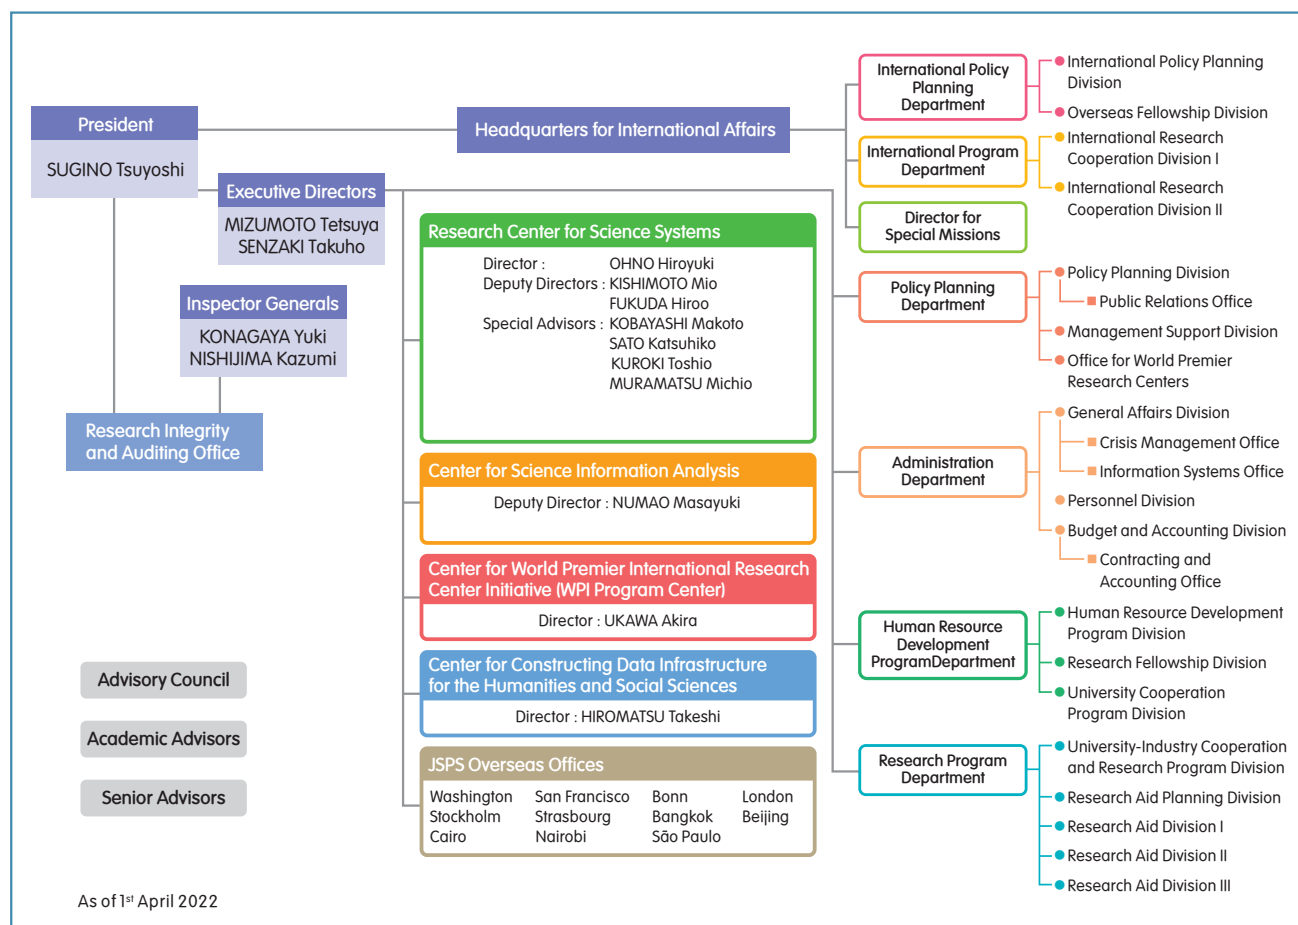 President
SUGINO Tsuyoshi
Headquarters for International Affairs
Executive Directors
MIZUMOTO Tetsuya
SENZAKI Takuho
Inspector Generals
KONAGAYA Yuki
NISHIJIMA Kazumi
Research Integrity
and Auditing Office
Advisory Council
Academic Advisors
Senior Advisors
As of 1st April 2022
Research Center for Science Systems
Director : OHNO Hiroyuki
Deputy Directors : KISHIMOTO Mio
FUKUDA Hiroo
Special Advisors : KOBAYASHI Makoto
SATO Katsuhiko
KUROKI Toshio
MURAMATSU Michio
Center for Science Information Analysis
Deputy Director : NUMAO Masayuki
Center for World Premier International Research
Center Initiative (WPI Program Center)
Director : UKAWA Akira
Center for Constructing Data Infrastructure
for the Humanities and Social Sciences
Director : HIROMATSU Takeshi
JSPS Overseas Offices
Washington San Francisco Bonn London
Stockholm Strasbourg Bangkok Beijing
Cairo Nairobi São Paulo
International Policy
Planning
Department
International Policy Planning
Division
Overseas Fellowship Division
International Program
Department
International Research
Cooperation Division I
International Research
Cooperation Division II
Director for
Special Missions
Policy Planning
Department
Policy Planning Division
Public Relations Office
Management Support Division
Office for World Premier
Research Centers
Administration
Department
General Affairs Division
Crisis Management Office
Information Systems Office
Personnel Division
Budget and Accounting Division
Contracting and
Accounting Office
Human Resource
Development
ProgramDepartment
Human Resource Development
Program Division
Research Fellowship Division
University Cooperation
Program Division
Research Program
Department
University-Industry Cooperation
and Research Program Division
Research Aid Planning Division
Research Aid Division I
Research Aid Division II
Research Aid Division III